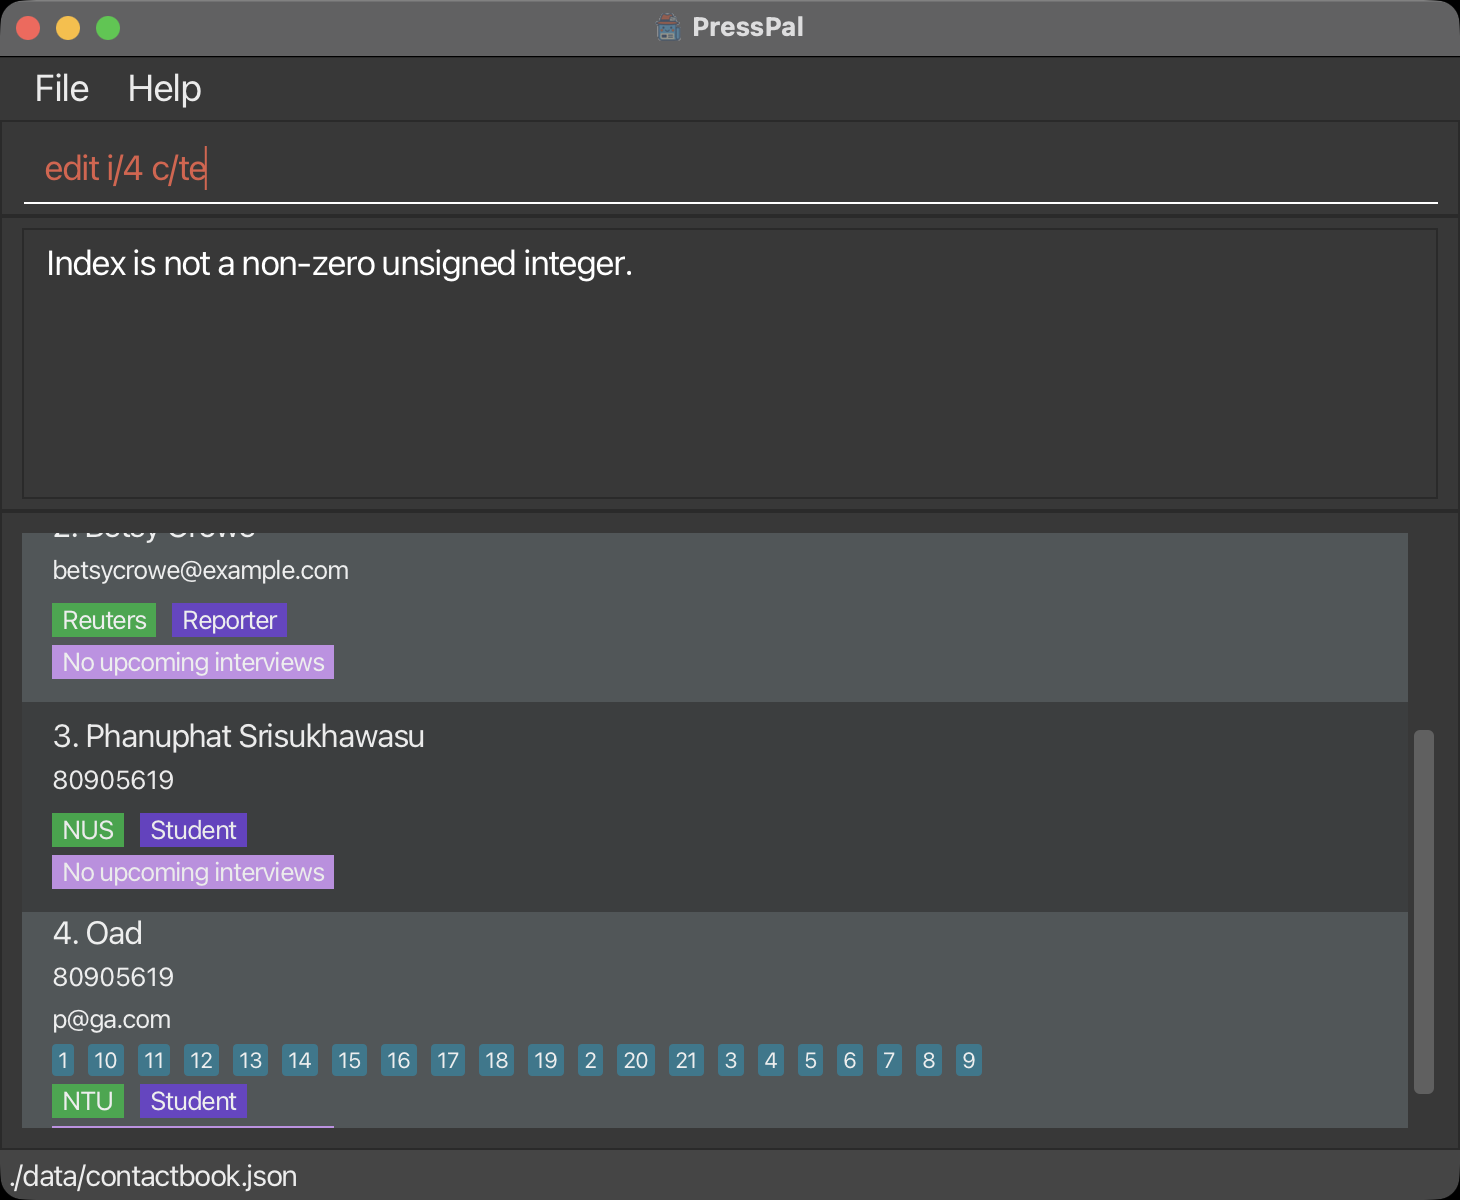 PressPal
File Help
edit i/4 c/te
Index is not a non-zero unsigned integer.
2. Betsy Crowe
betsycrowe@example.com
Reuters Reporter
No upcoming interviews
3. Phanuphat Srisukhawasu
80905619
NUS Student
No upcoming interviews
4. Oad
80905619
p@ga.com
1 10 11 12 13 14 15 16 17 18 19 2 20 21 3 4 5 6 7 8 9
NTU Student
./data/contactbook.json